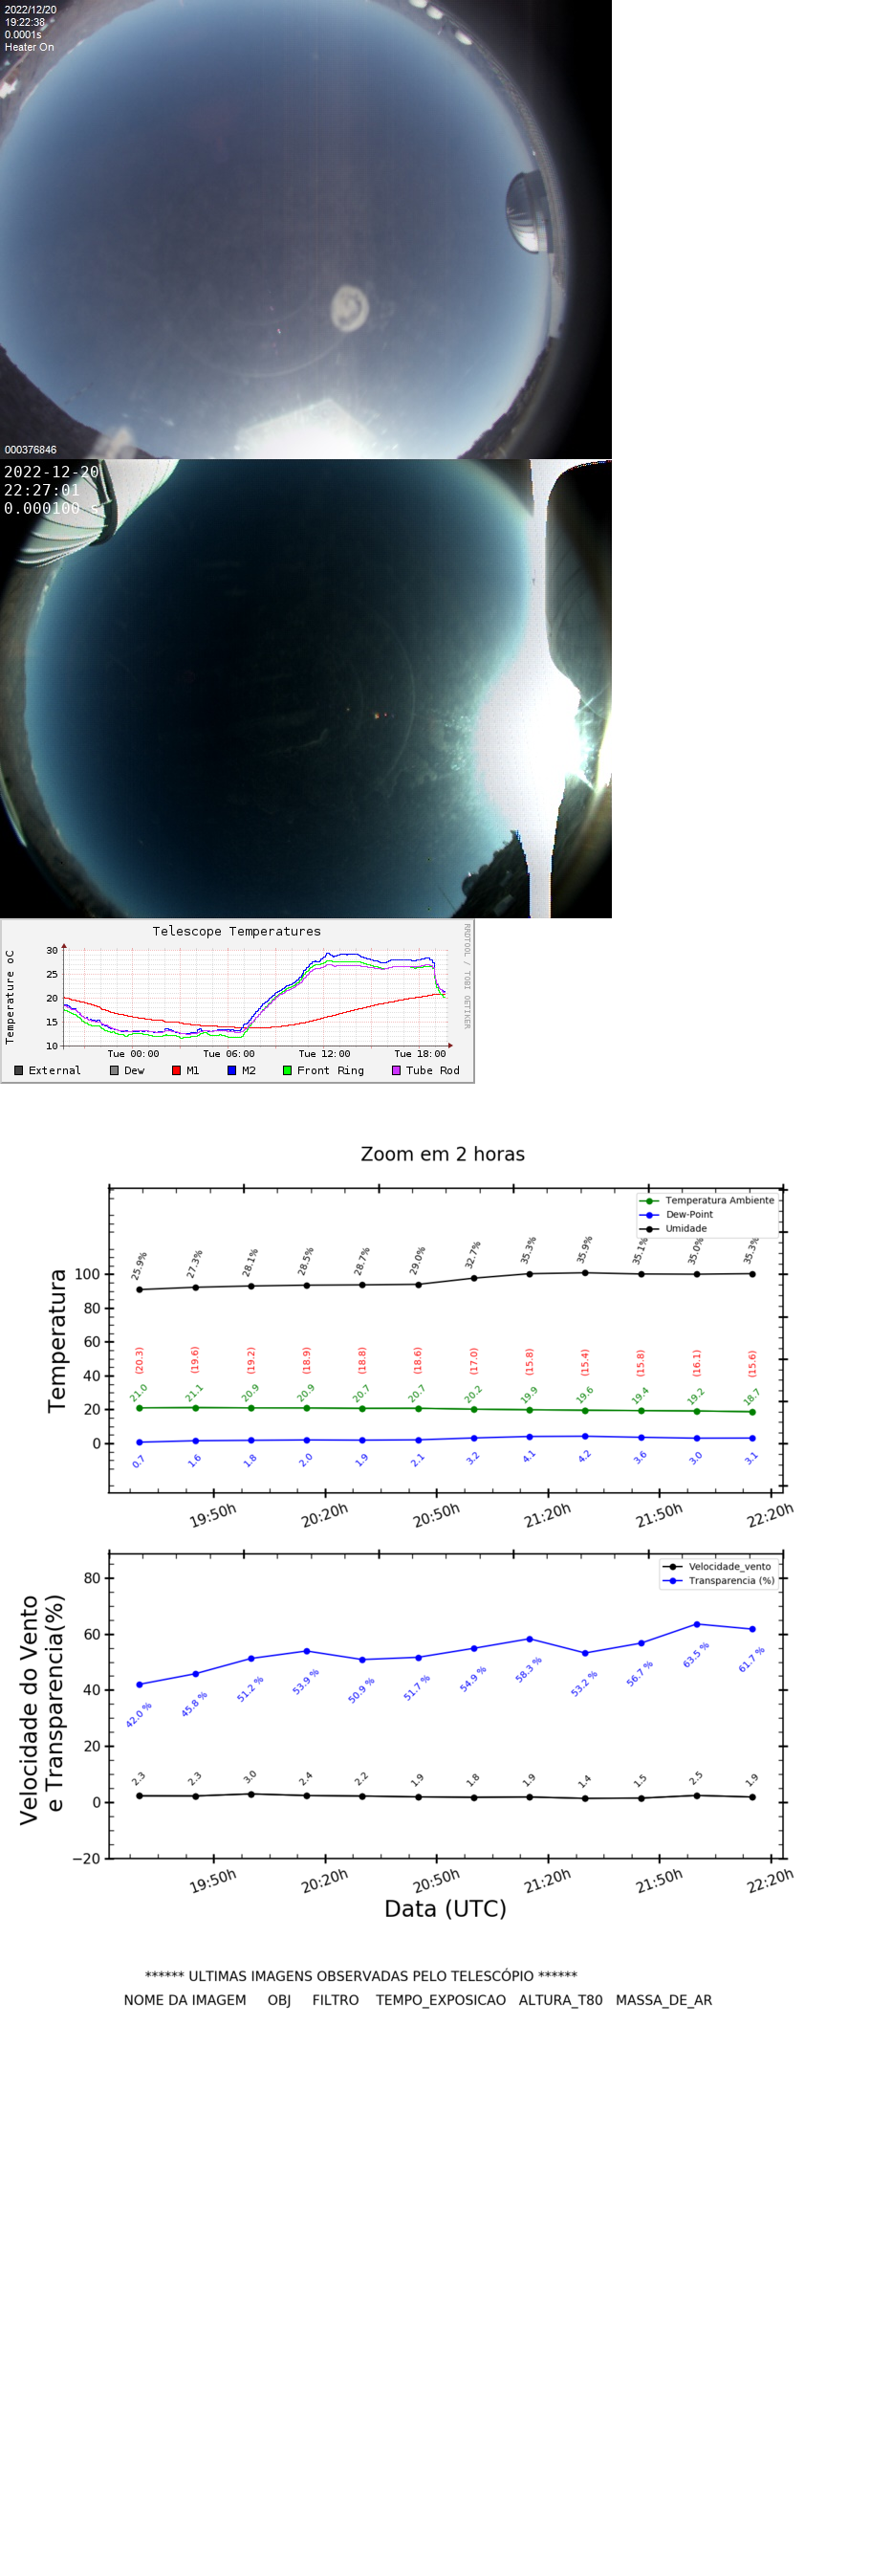 2022/12/20
19:22:38
0.0001s
Heater On
000376846
2022-12-20
22:27:01
0.000100 s
Telescope Temperatures
RRDTOOL / TOBI OETIKER
Temperature oC
30
25
20
15
10
Tue 00:00 Tue 06:00 Tue 12:00 Tue 18:00
External Dew M1 M2 Front Ring Tube Rod
Zoom em 2 horas
Temperatura Ambiente
Dew-Point
Umidade
Temperatura
100
80
60
40
20
0
25.9% 27.3% 28.1% 28.5% 28.7% 29.0% 32.7% 35.3% 35.9% 35.1% 35.0% 35.3%
(20.3) (19.6) (19.2) (18.9) (18.8) (18.6) (17.0) (15.8) (15.4) (15.8) (16.1) (15.6)
21.0 21.1 20.9 20.9 20.7 20.7 20.2 19.9 19.6 19.4 19.2 18.7
0.7 1.6 1.8 2.0 1.9 2.1 3.2 4.1 4.2 3.6 3.0 3.1
19:50h 20:20h 20:50h 21:20h 21:50h 22:20h
Velocidade_vento
Transparencia (%)
Velocidade do Vento
e Transparencia(%)
80
60
40
20
0
−20
42.0 % 45.8 % 51.2 % 53.9 % 50.9 % 51.7 % 54.9 % 58.3 % 53.2 % 56.7 % 63.5 % 61.7 %
2.3 2.3 3.0 2.4 2.2 1.9 1.8 1.9 1.4 1.5 2.5 1.9
19:50h 20:20h 20:50h 21:20h 21:50h 22:20h
Data (UTC)
****** ULTIMAS IMAGENS OBSERVADAS PELO TELESCÓPIO ******
NOME DA IMAGEM OBJ FILTRO TEMPO_EXPOSICAO ALTURA_T80 MASSA_DE_AR